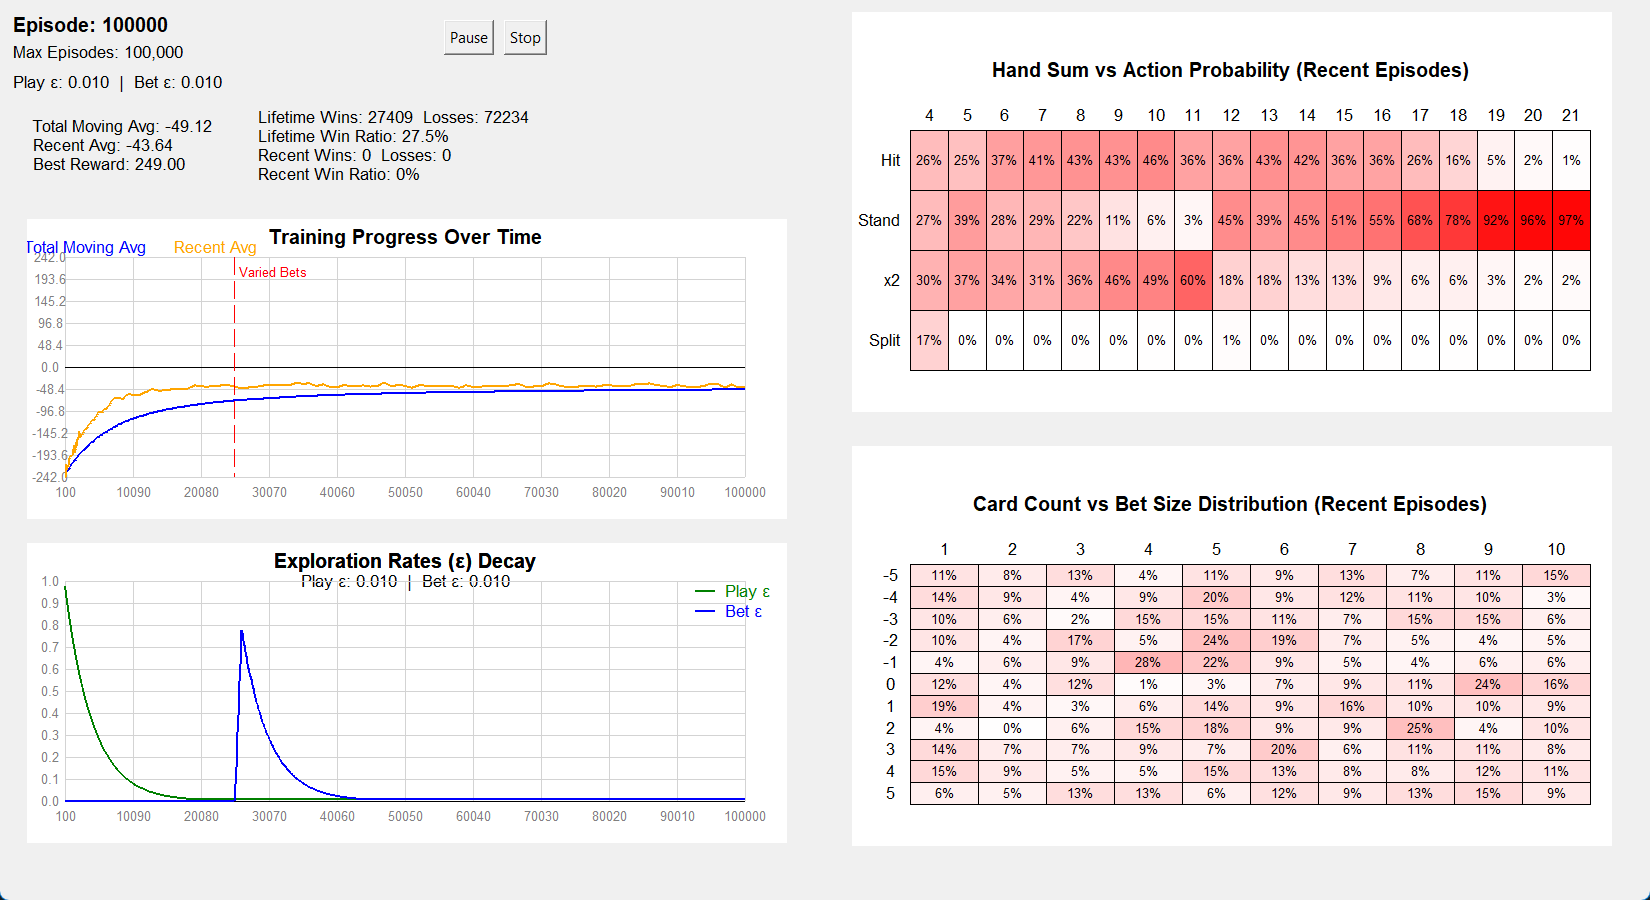 Episode: 100000
Max Episodes: 100,000
Play ε: 0.010 | Bet ε: 0.010
Pause Stop
Total Moving Avg: -49.12
Recent Avg: -43.64
Best Reward: 249.00
Lifetime Wins: 27409 Losses: 72234
Lifetime Win Ratio: 27.5%
Recent Wins: 0 Losses: 0
Recent Win Ratio: 0%
Training Progress Over Time
Total Moving Avg Recent Avg
Varied Bets
242.0
193.6
145.2
96.8
48.4
0.0
-48.4
-96.8
-145.2
-193.6
-242.0
100 10090 20080 30070 40060 50050 60040 70030 80020 90010 100000
Exploration Rates (ε) Decay
Play ε: 0.010 | Bet ε: 0.010
Play ε
Bet ε
1.0
0.9
0.8
0.7
0.6
0.5
0.4
0.3
0.2
0.1
0.0
100 10090 20080 30070 40060 50050 60040 70030 80020 90010 100000
Hand Sum vs Action Probability (Recent Episodes)
4 5 6 7 8 9 10 11 12 13 14 15 16 17 18 19 20 21
Hit 26% 25% 37% 41% 43% 43% 46% 36% 36% 43% 42% 36% 36% 26% 16% 5% 2% 1%
Stand 27% 39% 28% 29% 22% 11% 6% 3% 45% 39% 45% 51% 55% 68% 78% 92% 96% 97%
x2 30% 37% 34% 31% 36% 46% 49% 60% 18% 18% 13% 13% 9% 6% 6% 3% 2% 2%
Split 17% 0% 0% 0% 0% 0% 0% 0% 1% 0% 0% 0% 0% 0% 0% 0% 0% 0%
Card Count vs Bet Size Distribution (Recent Episodes)
1 2 3 4 5 6 7 8 9 10
-5 11% 8% 13% 4% 11% 9% 13% 7% 11% 15%
-4 14% 9% 4% 9% 20% 9% 12% 11% 10% 3%
-3 10% 6% 2% 15% 15% 11% 7% 15% 15% 6%
-2 10% 4% 17% 5% 24% 19% 7% 5% 4% 5%
-1 4% 6% 9% 28% 22% 9% 5% 4% 6% 6%
0 12% 4% 12% 1% 3% 7% 9% 11% 24% 16%
1 19% 4% 3% 6% 14% 9% 16% 10% 10% 9%
2 4% 0% 6% 15% 18% 9% 9% 25% 4% 10%
3 14% 7% 7% 9% 7% 20% 6% 11% 11% 8%
4 15% 9% 5% 5% 15% 13% 8% 8% 12% 11%
5 6% 5% 13% 13% 6% 12% 9% 13% 15% 9%